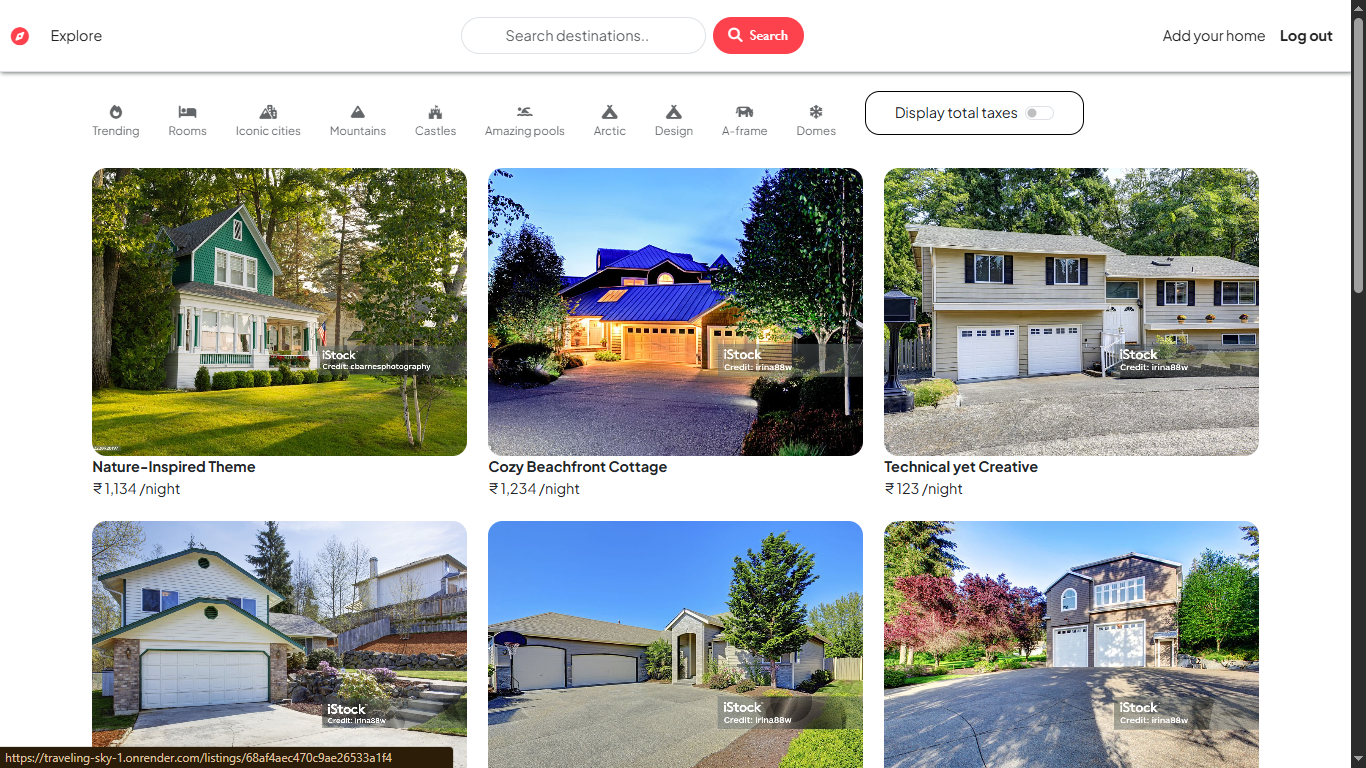 Explore
Search destinations..
Search
Add your home
Log out
Trending
Rooms
Iconic cities
Mountains
Castles
Amazing pools
Arctic
Design
A-frame
Domes
Display total taxes
iStock
Credit: cbarnesphotography
iStock
Credit: irina88w
iStock
Credit: irina88w
Nature-Inspired Theme
₹ 1,134 /night
Cozy Beachfront Cottage
₹ 1,234 /night
Technical yet Creative
₹ 123 /night
iStock
Credit: irina88w
iStock
Credit: irina88w
iStock
Credit: irina88w
https://traveling-sky-1.onrender.com/listings/68af4aec470c9ae26533a1f4